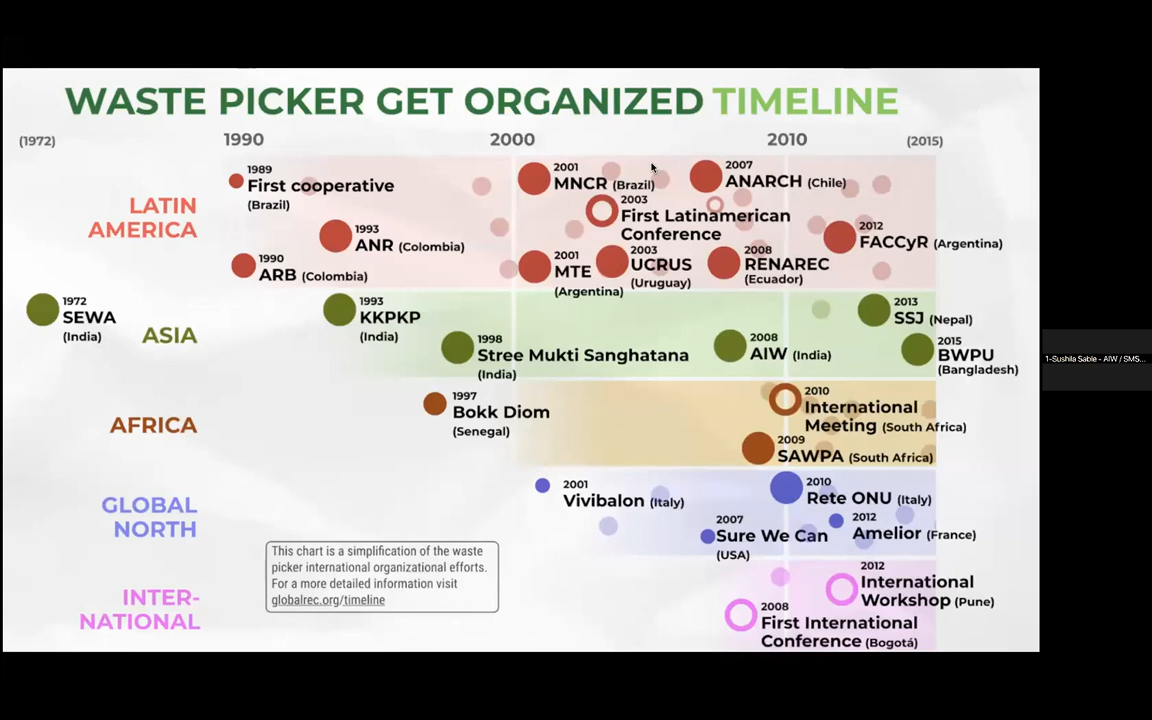 WASTE PICKER GET ORGANIZED TIMELINE
(1972)
1990
2000
2010
(2015)
LATIN
AMERICA
1989
First cooperative
(Brazil)
1993
ANR (Colombia)
1990
ARB (Colombia)
2001
MNCR (Brazil)
2003
First Latinamerican
Conference
2001
MTE
(Argentina)
2003
UCRUS
(Uruguay)
2007
ANARCH (Chile)
2008
RENAREC
(Ecuador)
2012
FACCyR (Argentina)
ASIA
1972
SEWA
(India)
1993
KKPKP
(India)
1998
Stree Mukti Sanghatana
(India)
2008
AIW (India)
2013
SSJ (Nepal)
2015
BWPU
(Bangladesh)
AFRICA
1997
Bokk Diom
(Senegal)
2010
International
Meeting (South Africa)
2009
SAWPA (South Africa)
GLOBAL
NORTH
2001
Vivibalon (Italy)
2010
Rete ONU (Italy)
2007
Sure We Can
(USA)
2012
Amelior (France)
INTER-
NATIONAL
2012
International
Workshop (Pune)
2008
First International
Conference (Bogotá)
This chart is a simplification of the waste
picker international organizational efforts.
For a more detailed information visit
globalrec.org/timeline
1-Sushila Sable - AIW / SMS...